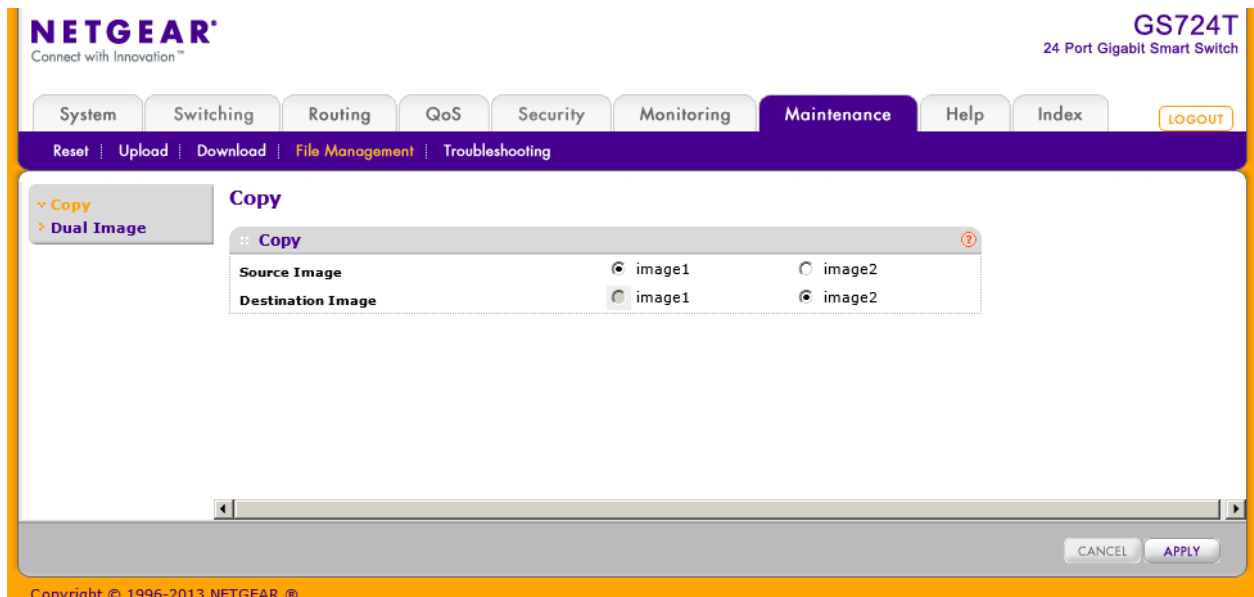 NETGEAR®
Connect with Innovation™
GS724T
24 Port Gigabit Smart Switch
System Switching Routing QoS Security Monitoring Maintenance Help Index LOGOUT
Reset Upload Download File Management Troubleshooting
Copy
Dual Image
Copy
Copy ?
Source Image image1 image2
Destination Image image1 image2
CANCEL APPLY
Copyright © 1996-2013 NETGEAR ®